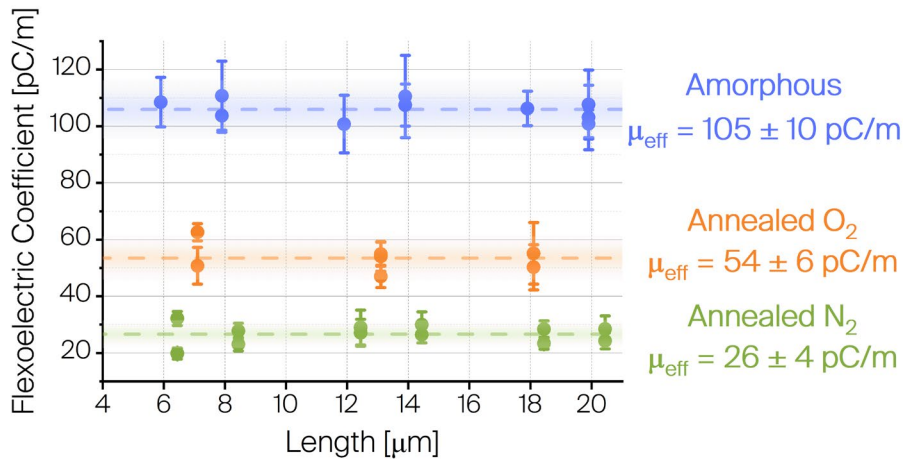 Flexoelectric Coefficient [pC/m]
120
100
80
60
40
20
4 6 8 10 12 14 16 18 20
Length [μm]
Amorphous
μeff = 105 ± 10 pC/m
Annealed O2
μeff = 54 ± 6 pC/m
Annealed N2
μeff = 26 ± 4 pC/m